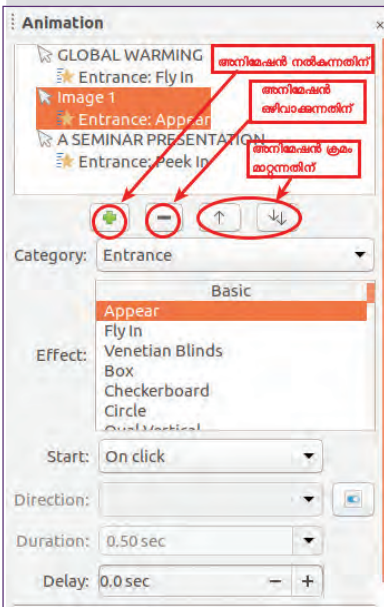 Animation
GLOBAL WARMING
Entrance: Fly In
Image 1
Entrance: Appear
A SEMINAR PRESENTATION
Entrance: Peek In
അനിമേഷൻ നൽകുന്നതിന്
അനിമേഷൻ
ഒഴിവാക്കുന്നതിന്
അനിമേഷൻ ക്രമം
മാറ്റുന്നതിന്
Category: Entrance
Basic
Appear
Fly In
Venetian Blinds
Effect: Box
Checkerboard
Circle
Oval Vertical
Start: On click
Direction:
Duration: 0.50 sec
Delay: 0.0 sec